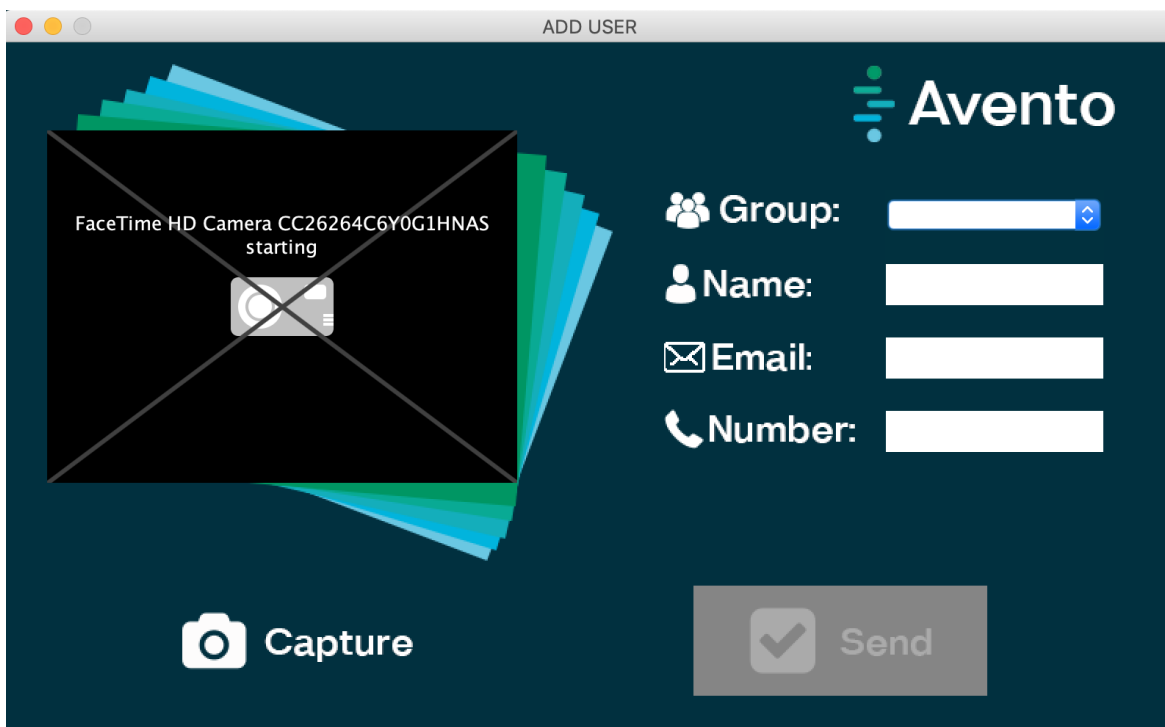 ADD USER
Avento
FaceTime HD Camera CC26264C6Y0G1HNAS
starting
Group:
Name:
Email:
Number:
Capture
Send